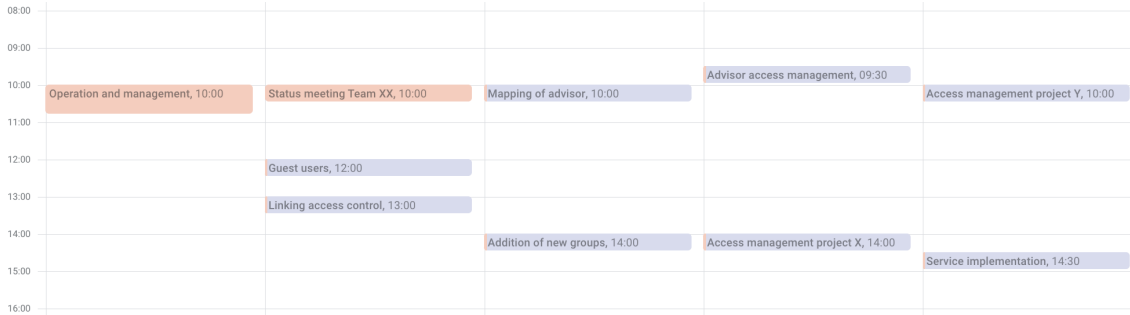 08:00
09:00
Advisor access management, 09:30
10:00
Operation and management, 10:00
Status meeting Team XX, 10:00
Mapping of advisor, 10:00
Access management project Y, 10:00
11:00
12:00
Guest users, 12:00
13:00
Linking access control, 13:00
14:00
Addition of new groups, 14:00
Access management project X, 14:00
Service implementation, 14:30
15:00
16:00